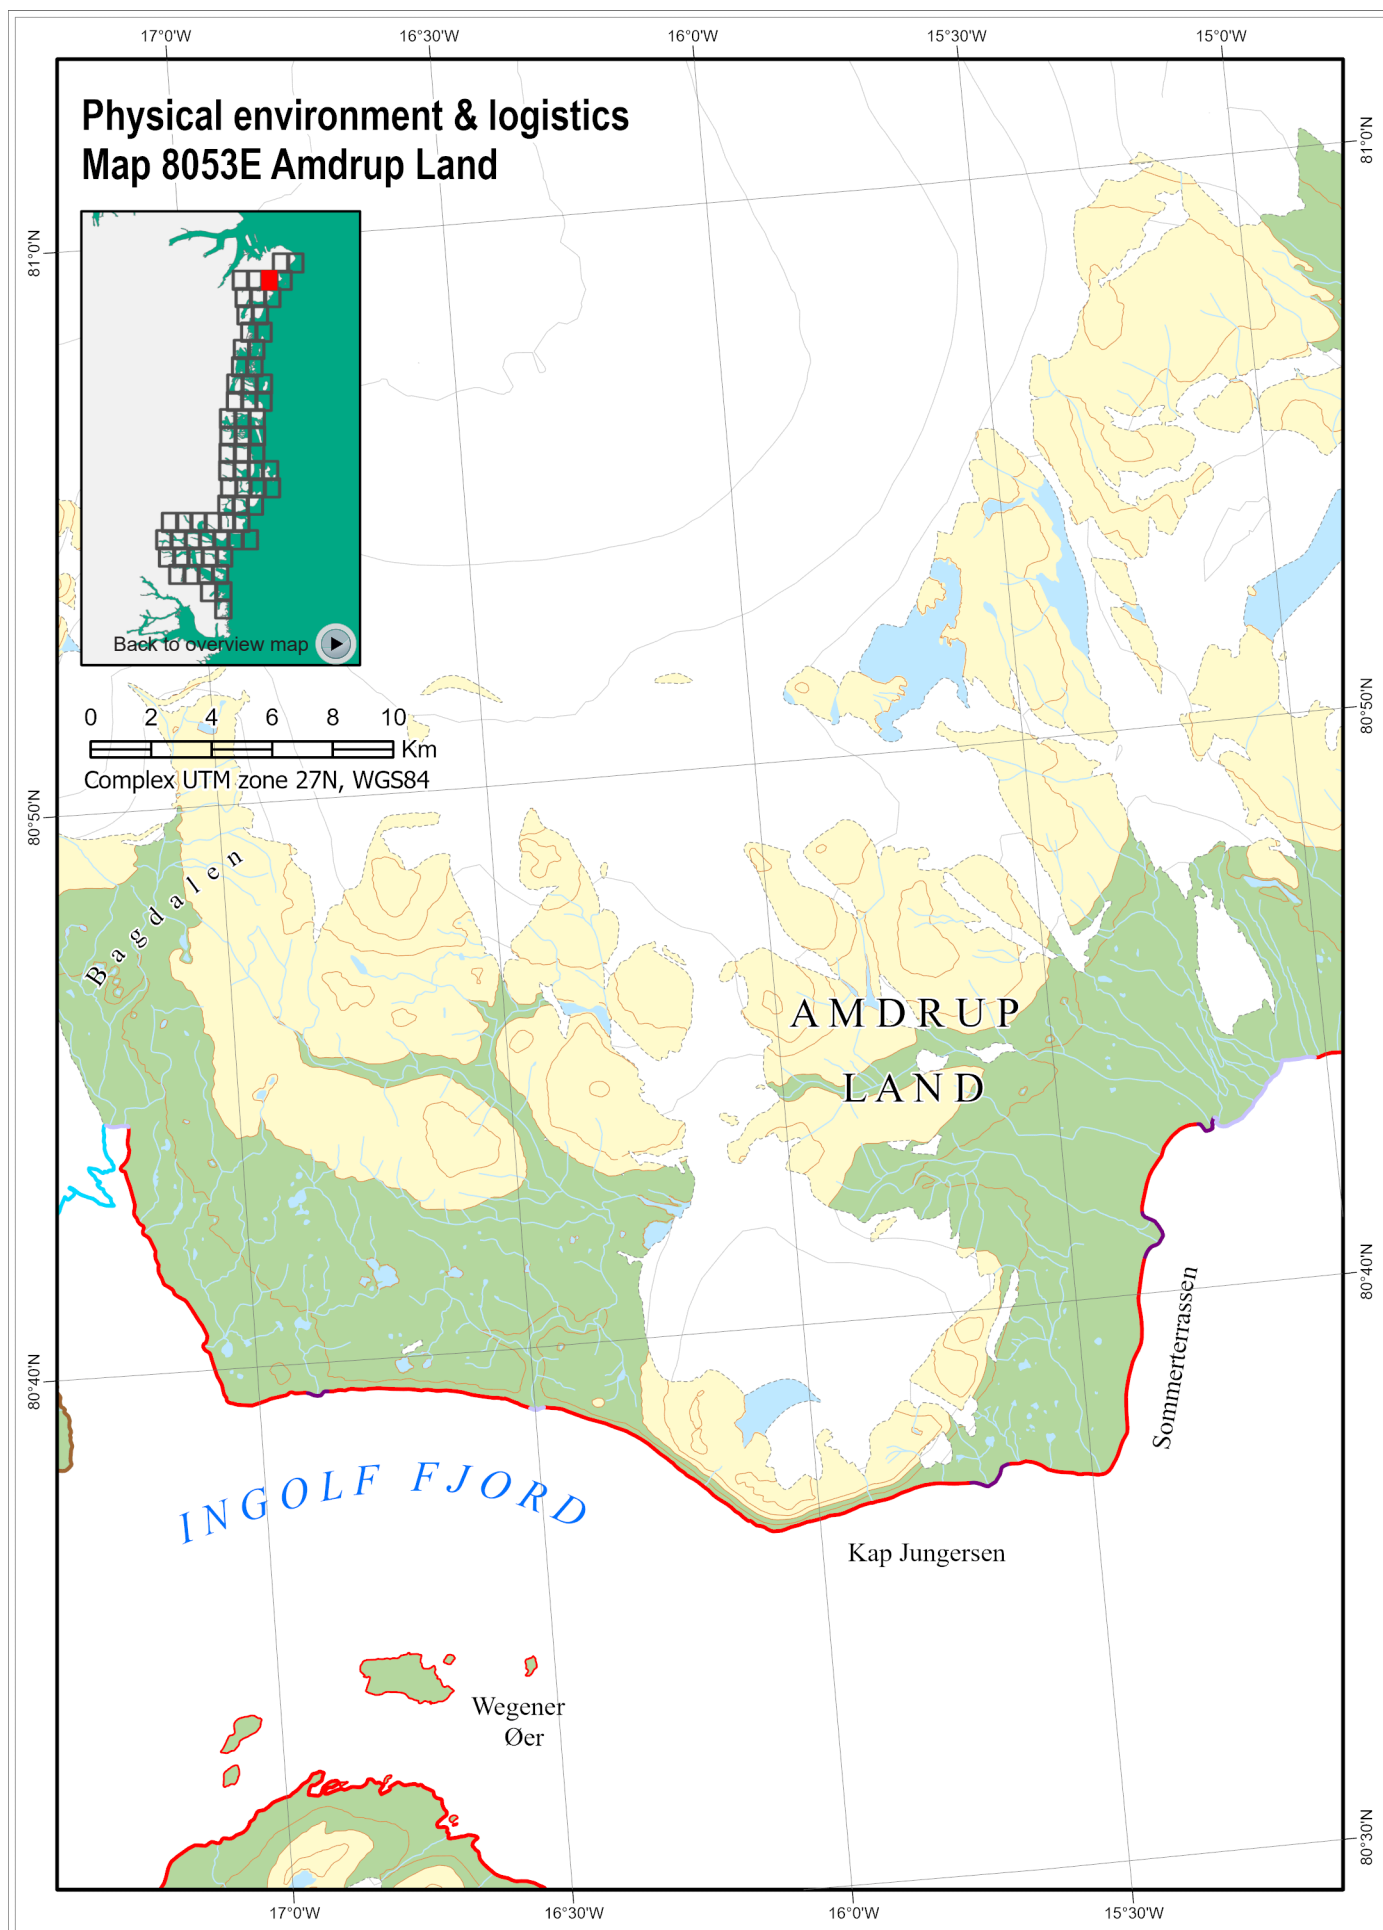 17°0'W 16°30'W 16°0'W 15°30'W 15°0'W
Physical environment & logistics
Map 8053E Amdrup Land
81°0'N
81°0'N
Back to overview map
80°50'N
0 2 4 6 8 10
Km
Complex UTM zone 27N, WGS84
80°50'N
Bagdalen
AMDRUP
LAND
80°40'N
Sommerterrassen
80°40'N
INGOLF FJORD
Kap Jungersen
Wegener
Øer
80°30'N
17°0'W 16°30'W 16°0'W 15°30'W